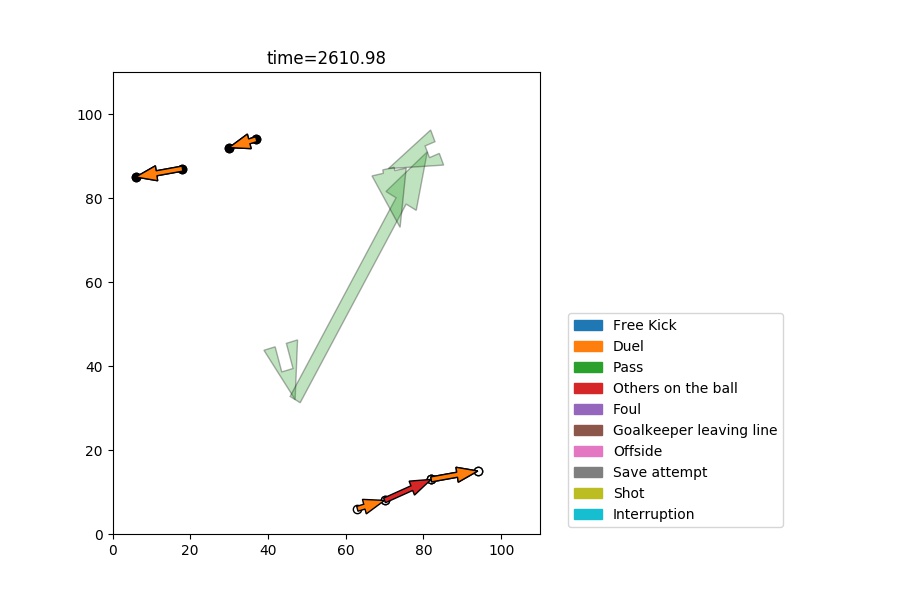 time=2610.98
100
80
60
40
20
0
0 20 40 60 80 100
Free Kick
Duel
Pass
Others on the ball
Foul
Goalkeeper leaving line
Offside
Save attempt
Shot
Interruption